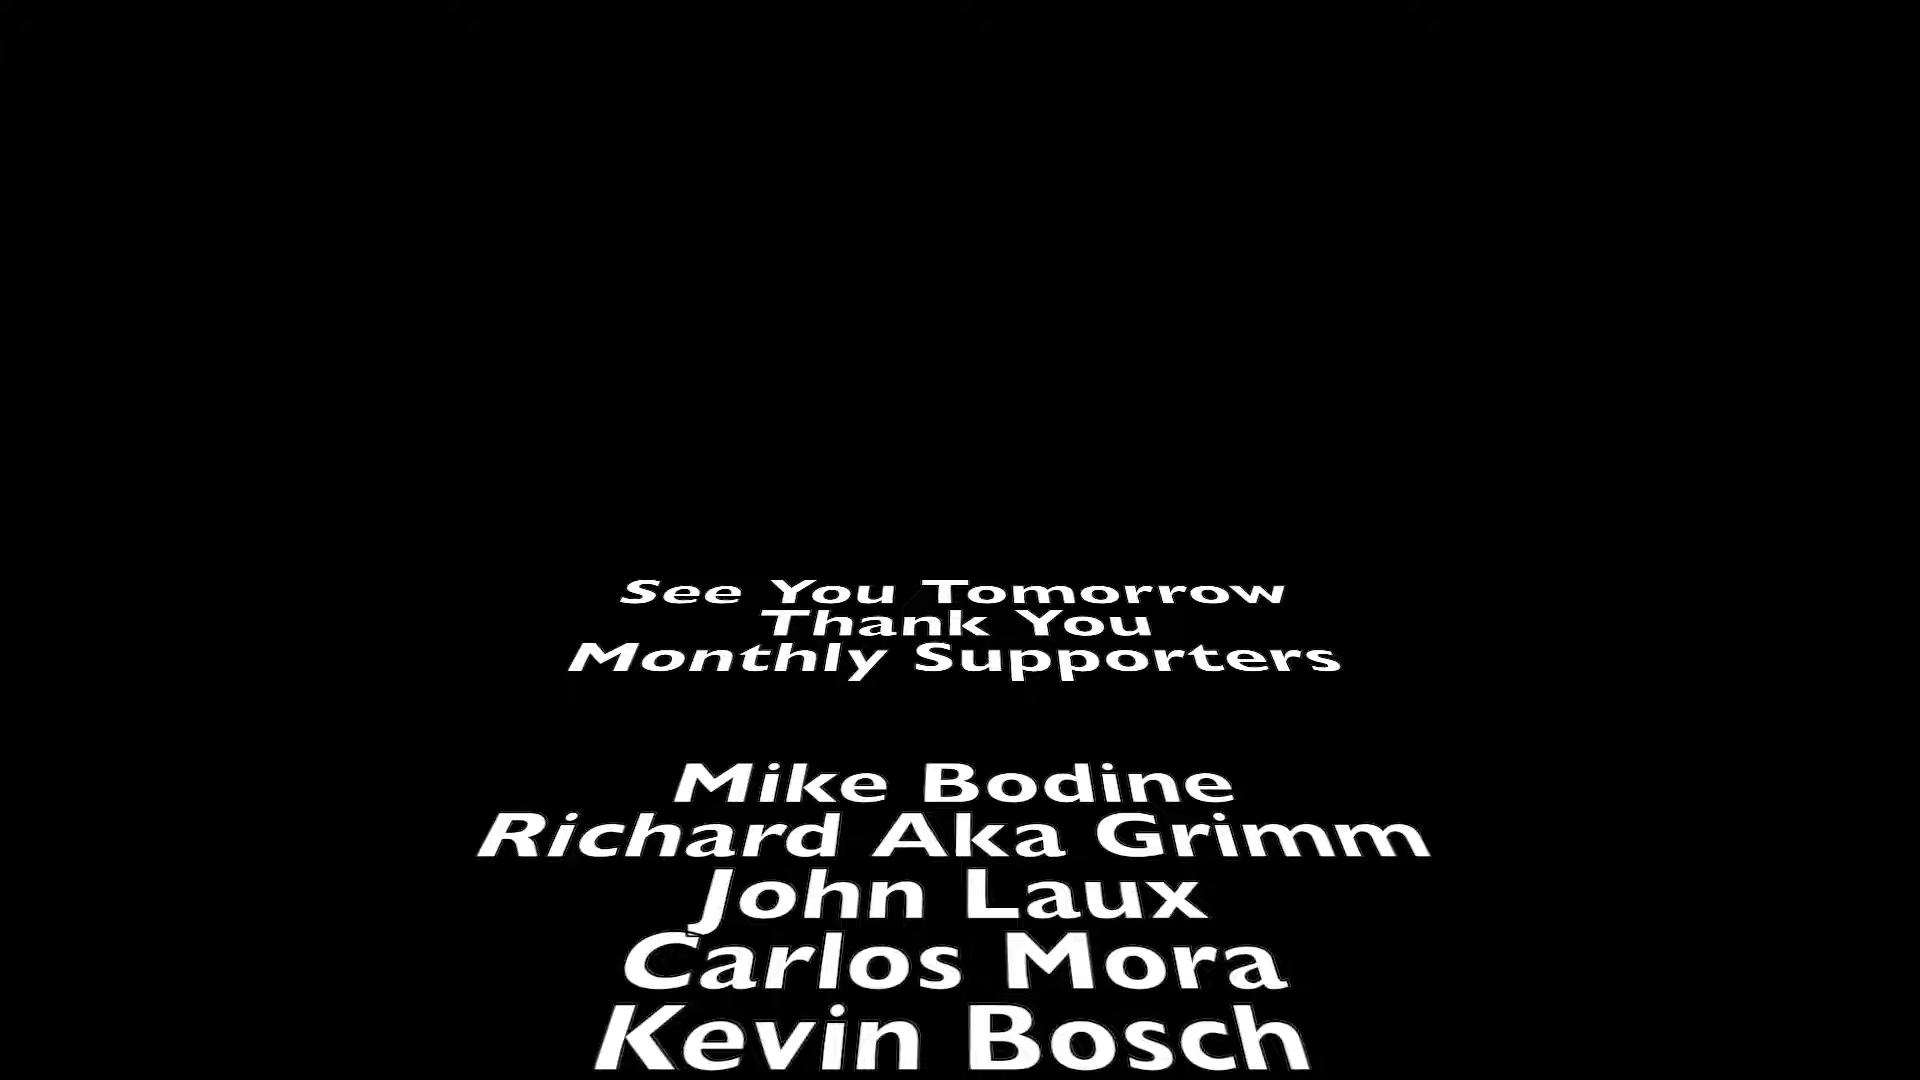 See You Tomorrow
Thank You
Monthly Supporters
Mike Bodine
Richard Aka Grimm
John Laux
Carlos Mora
Kevin Bosch